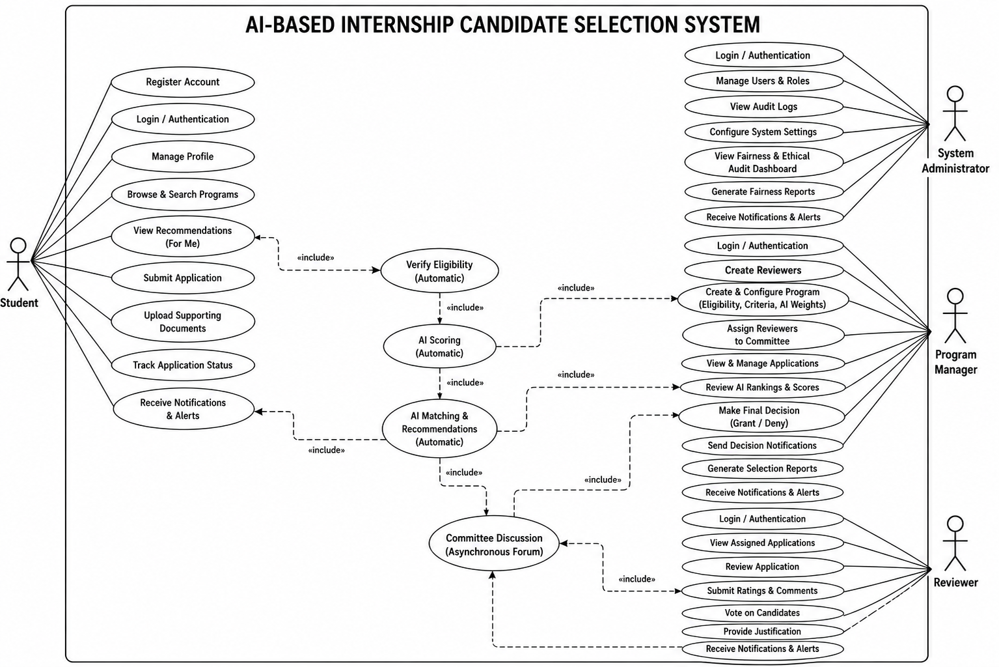 AI-BASED INTERNSHIP CANDIDATE SELECTION SYSTEM
Register Account
Login / Authentication
Manage Profile
Browse & Search Programs
View Recommendations
(For Me)
Submit Application
Upload Supporting
Documents
Track Application Status
Receive Notifications
& Alerts
Student
«include»
Verify Eligibility
(Automatic)
«include»
AI Scoring
(Automatic)
«include»
«include»
AI Matching &
Recommendations
(Automatic)
«include»
«include»
«include»
«include»
Committee Discussion
(Asynchronous Forum)
«include»
Login / Authentication
Manage Users & Roles
View Audit Logs
Configure System Settings
View Fairness & Ethical
Audit Dashboard
Generate Fairness Reports
Receive Notifications & Alerts
System
Administrator
Login / Authentication
Create Reviewers
Create & Configure Program
(Eligibility, Criteria, AI Weights)
Assign Reviewers
to Committee
View & Manage Applications
Review AI Rankings & Scores
Make Final Decision
(Grant / Deny)
Send Decision Notifications
Generate Selection Reports
Receive Notifications & Alerts
Program
Manager
Login / Authentication
View Assigned Applications
Review Application
Submit Ratings & Comments
Vote on Candidates
Provide Justification
Receive Notifications & Alerts
Reviewer